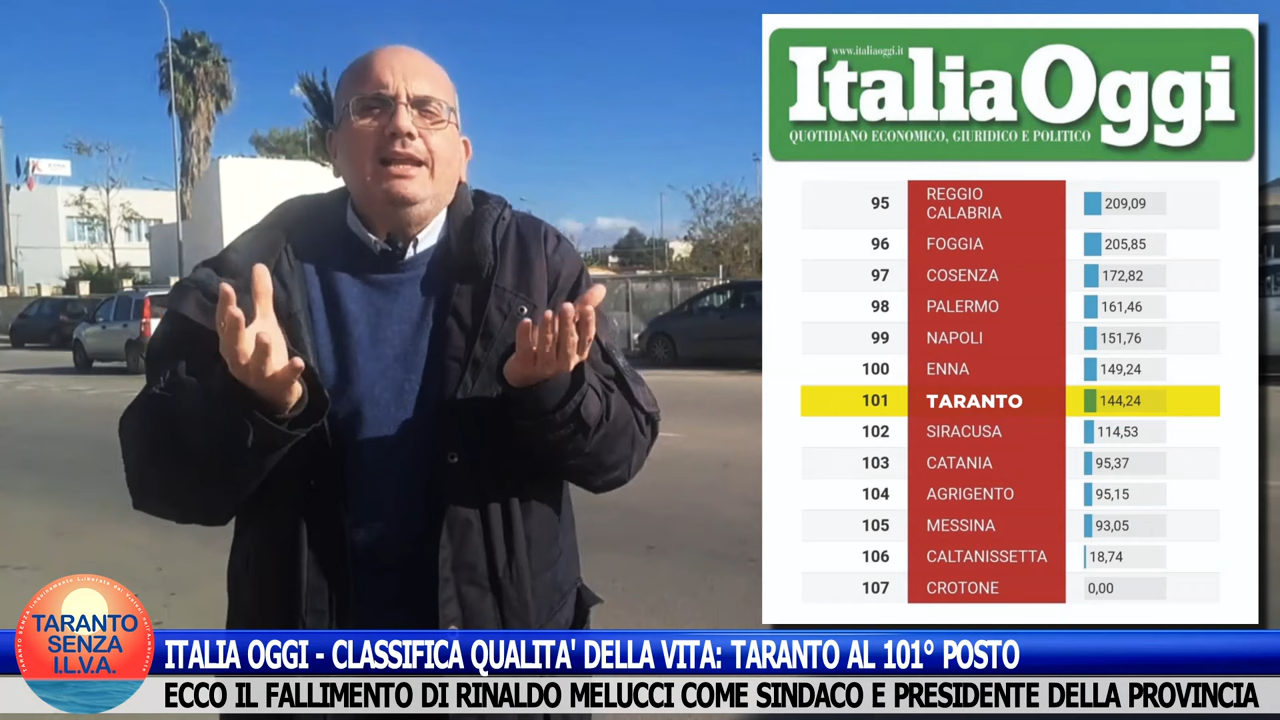 www.italiaoggi.it
ItaliaOggi
QUOTIDIANO ECONOMICO, GIURIDICO E POLITICO
95 REGGIO CALABRIA 209,09
96 FOGGIA 205,85
97 COSENZA 172,82
98 PALERMO 161,46
99 NAPOLI 151,76
100 ENNA 149,24
101 TARANTO 144,24
102 SIRACUSA 114,53
103 CATANIA 95,37
104 AGRIGENTO 95,15
105 MESSINA 93,05
106 CALTANISSETTA 18,74
107 CROTONE 0,00
TARANTO
SENZA
I.L.V.A.
ITALIA OGGI - CLASSIFICA QUALITA' DELLA VITA: TARANTO AL 101° POSTO
ECCO IL FALLIMENTO DI RINALDO MELUCCI COME SINDACO E PRESIDENTE DELLA PROVINCIA